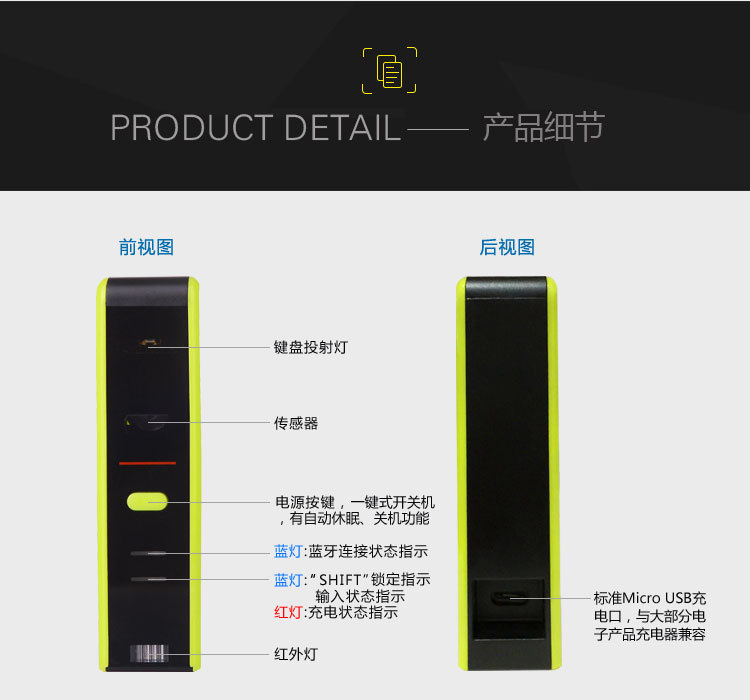 PRODUCT DETAIL
产品细节
前视图
后视图
键盘投射灯
传感器
电源按键，一键式开关机
，有自动休眠、关机功能
蓝灯:蓝牙连接状态指示
蓝灯:“SHIFT”锁定指示
输入状态指示
红灯:充电状态指示
红外灯
标准Micro USB充
电口，与大部分电
子产品充电器兼容